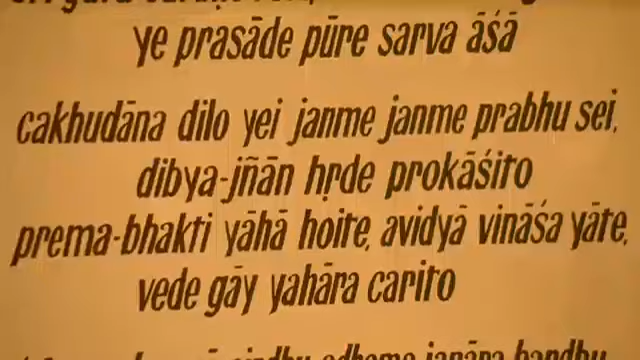 ye prasāde pūre sarva āśā
cakhudāna dilo yei janme janme prabhu sei,
dibya-jñān hṛde prokāśito
prema-bhakti yāhā hoite, avidyā vināśa yāte,
vede gāy yahāra carito